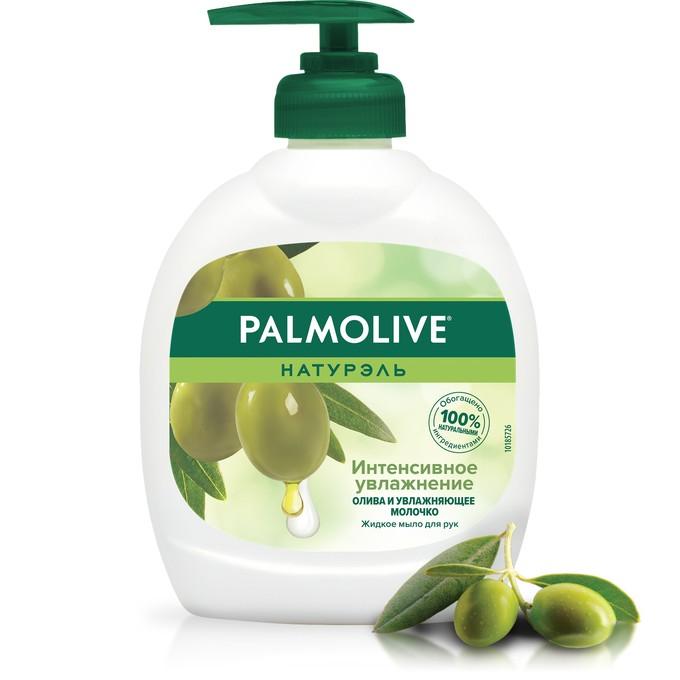 PALMOLIVE®
НАТУРЭЛЬ
Обогащено
100%
НАТУРАЛЬНЫМИ
ингредиентами
10185726
Интенсивное
увлажнение
ОЛИВА И УВЛАЖНЯЮЩЕЕ
МОЛОЧКО
Жидкое мыло для рук